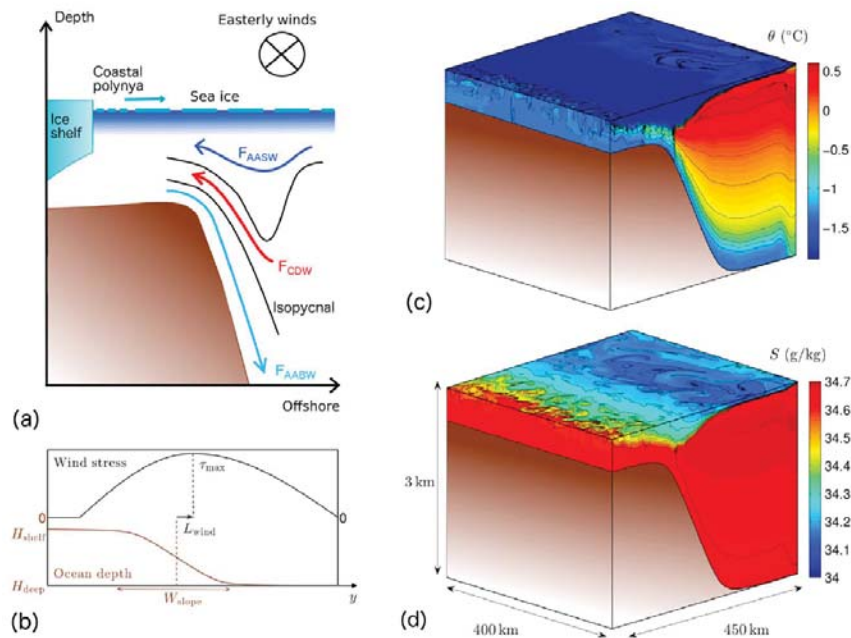 Depth
Easterly winds
Coastal
polynya
Sea ice
Ice
shelf
F_AASW
F_CDW
Isopycnal
F_AABW
Offshore
(a)
Wind stress
τ_max
0
0
H_shelf
L_wind
Ocean depth
H_deep
W_slope
y
(b)
θ (°C)
0.5
0
−0.5
−1
−1.5
(c)
S (g/kg)
34.7
34.6
34.5
34.4
34.3
34.2
34.1
34
3 km
400 km
450 km
(d)